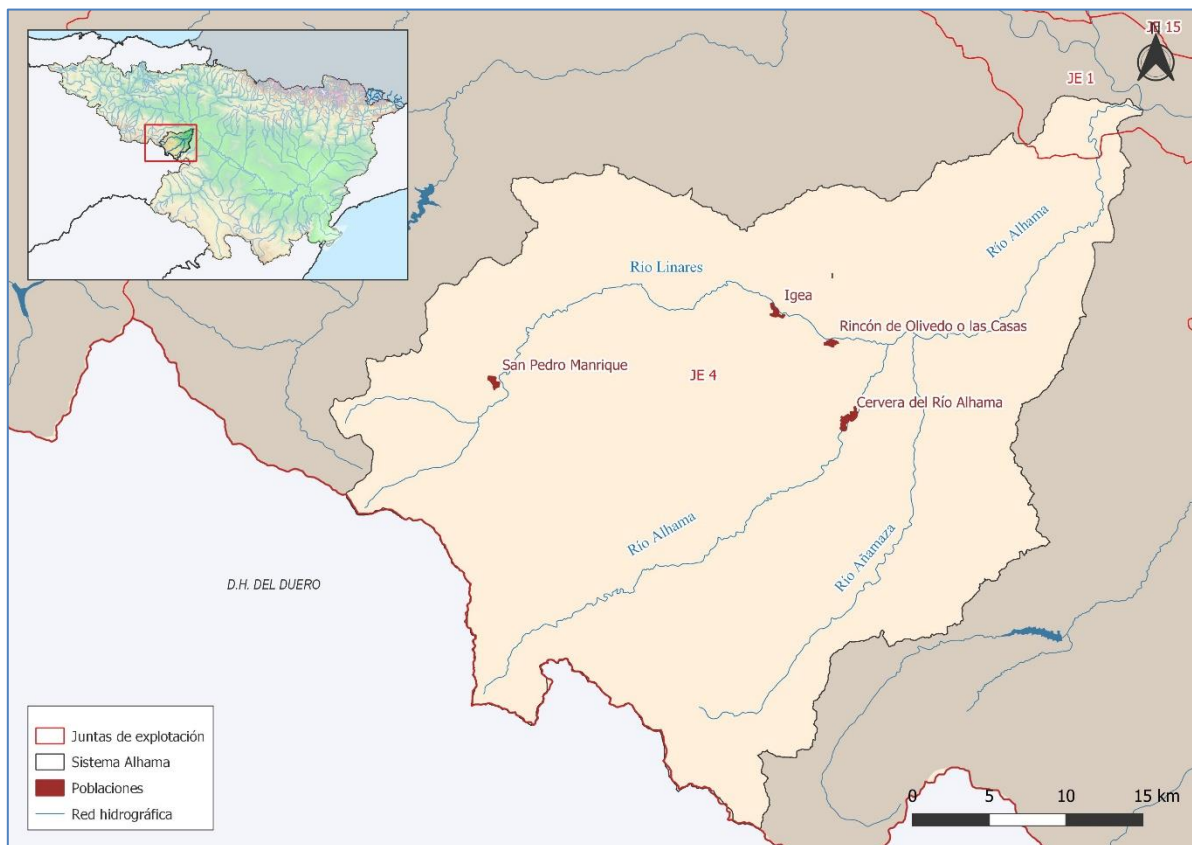 JE 15
N
JE 1
Río Alhama
Río Linares
Igea
Rincón de Olivedo o las Casas
San Pedro Manrique
JE 4
Cervera del Río Alhama
Río Alhama
Río Añamaza
D.H. DEL DUERO
Juntas de explotación
Sistema Alhama
Poblaciones
Red hidrográfica
0 5 10 15 km